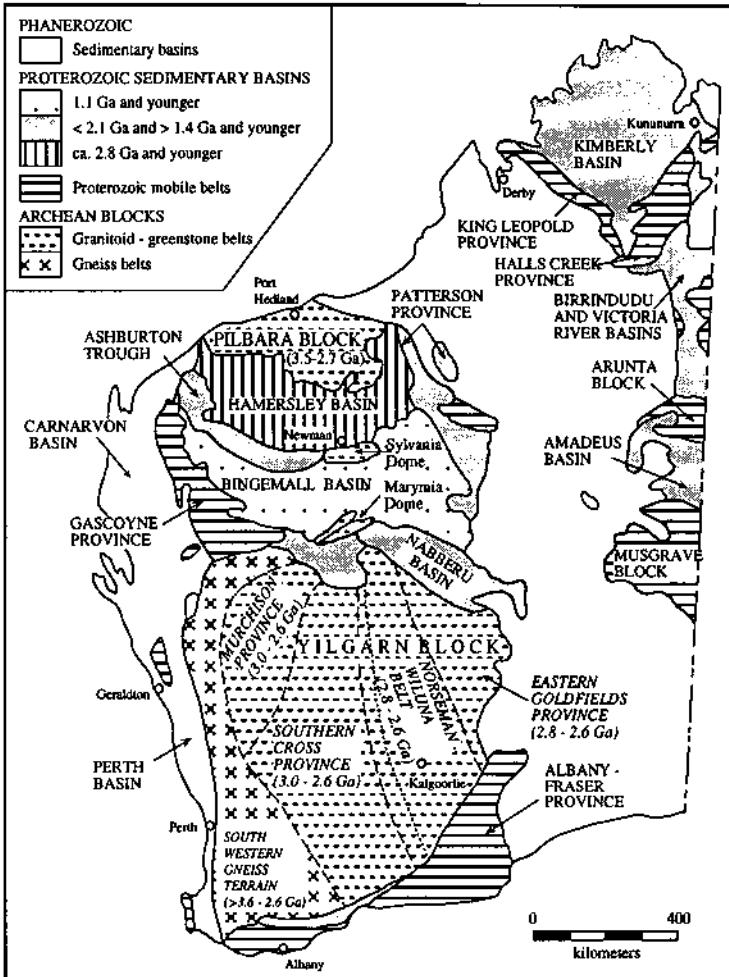 PHANEROZOIC
Sedimentary basins
PROTEROZOIC SEDIMENTARY BASINS
1.1 Ga and younger
< 2.1 Ga and > 1.4 Ga and younger
ca. 2.8 Ga and younger
Proterozoic mobile belts
ARCHEAN BLOCKS
Granitoid - greenstone belts
Gneiss belts
Kununurra
KIMBERLY
BASIN
Derby
KING LEOPOLD
PROVINCE
HALLS CREEK
PROVINCE
BIRRINDUDU
AND VICTORIA
RIVER BASINS
Port
Hedland
PATTERSON
PROVINCE
ASHBURTON
TROUGH
PILBARA BLOCK
(3.5-2.7 Ga)
ARUNTA
BLOCK
HAMERSLEY BASIN
CARNARVON
BASIN
Newman
Sylvania
Dome
AMADEUS
BASIN
BINGEMALL BASIN
Marymia
Dome
GASCOYNE
PROVINCE
NABBERU
BASIN
MUSGRAVE
BLOCK
MURCHISON
PROVINCE
(3.0 - 2.6 Ga)
YILGARN BLOCK
NORSEMAN
WILUNA
BELT
(2.8 - 2.6 Ga)
EASTERN
GOLDFIELDS
PROVINCE
(2.8 - 2.6 Ga)
Geraldton
SOUTHERN
CROSS
PROVINCE
(3.0 - 2.6 Ga)
PERTH
BASIN
Kalgoorlie
ALBANY -
FRASER
PROVINCE
Perth
SOUTH
WESTERN
GNEISS
TERRAIN
(>3.6 - 2.6 Ga)
0 400
kilometers
Albany